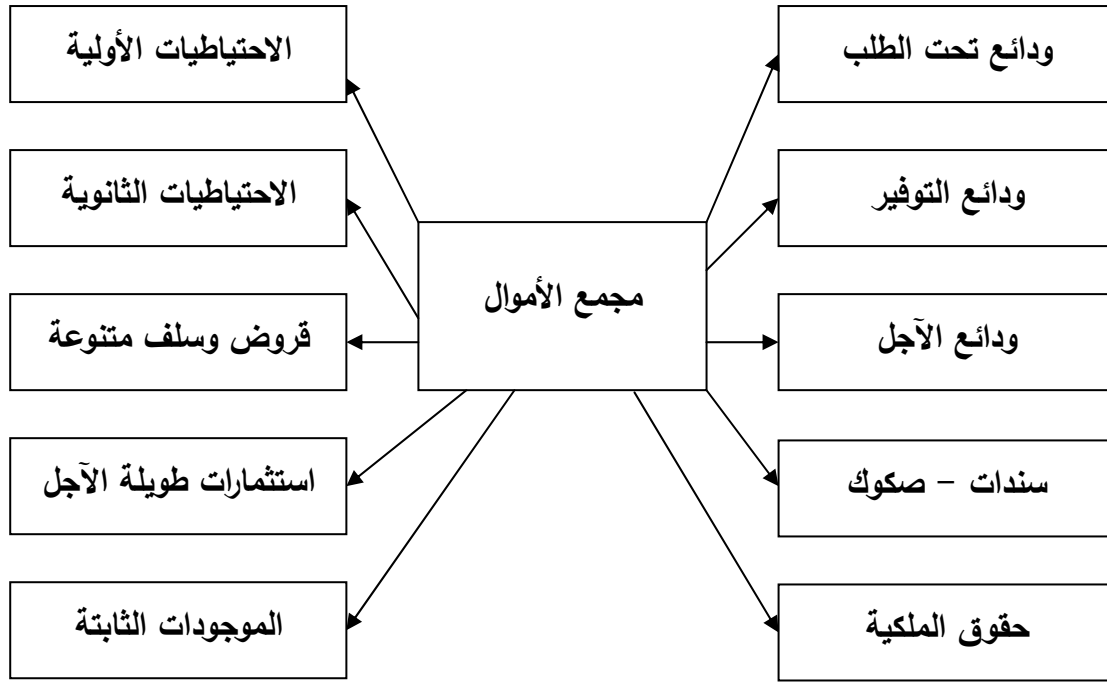 ودائع تحت الطلب
الاحتياطيات الأولية
ودائع التوفير
الاحتياطيات الثانوية
مجمع الأموال
ودائع الآجل
قروض وسلف متنوعة
سندات – صكوك
استثمارات طويلة الآجل
حقوق الملكية
الموجودات الثابتة